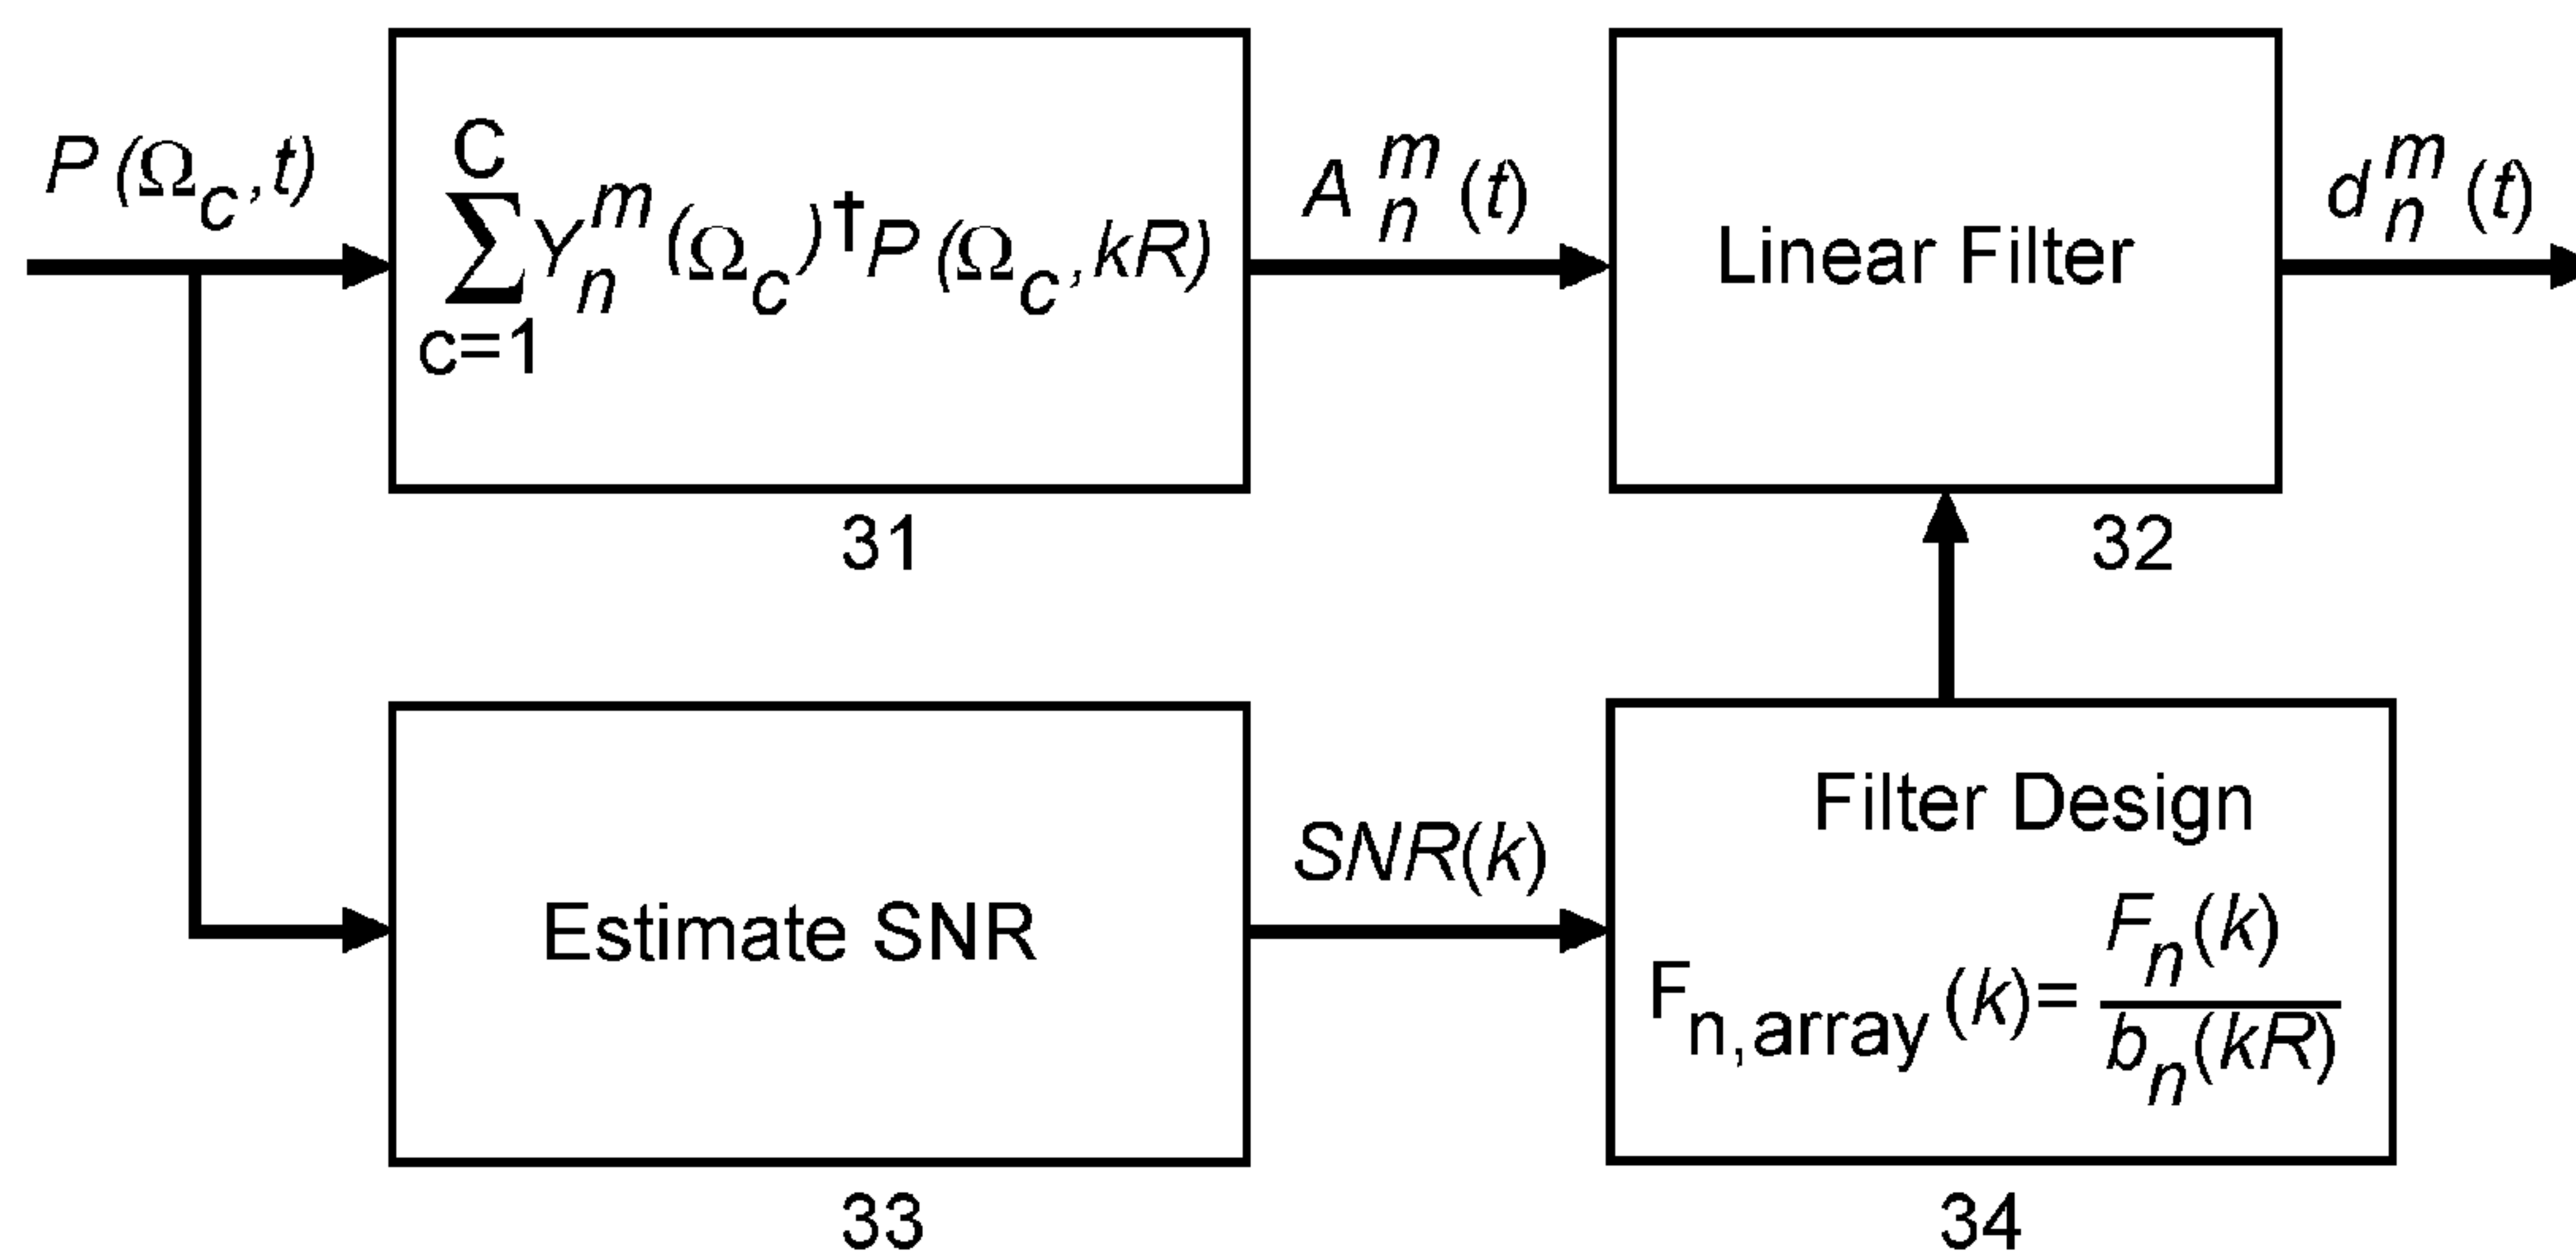 P(Ω_c,t)
C
∑ Y_n^m(Ω_c)^† P(Ω_c,kR)
c=1
31
A_n^m(t)
Linear Filter
32
d_n^m(t)
Estimate SNR
33
SNR(k)
Filter Design
F_n,array(k)= F_n(k)
b_n(kR)
34